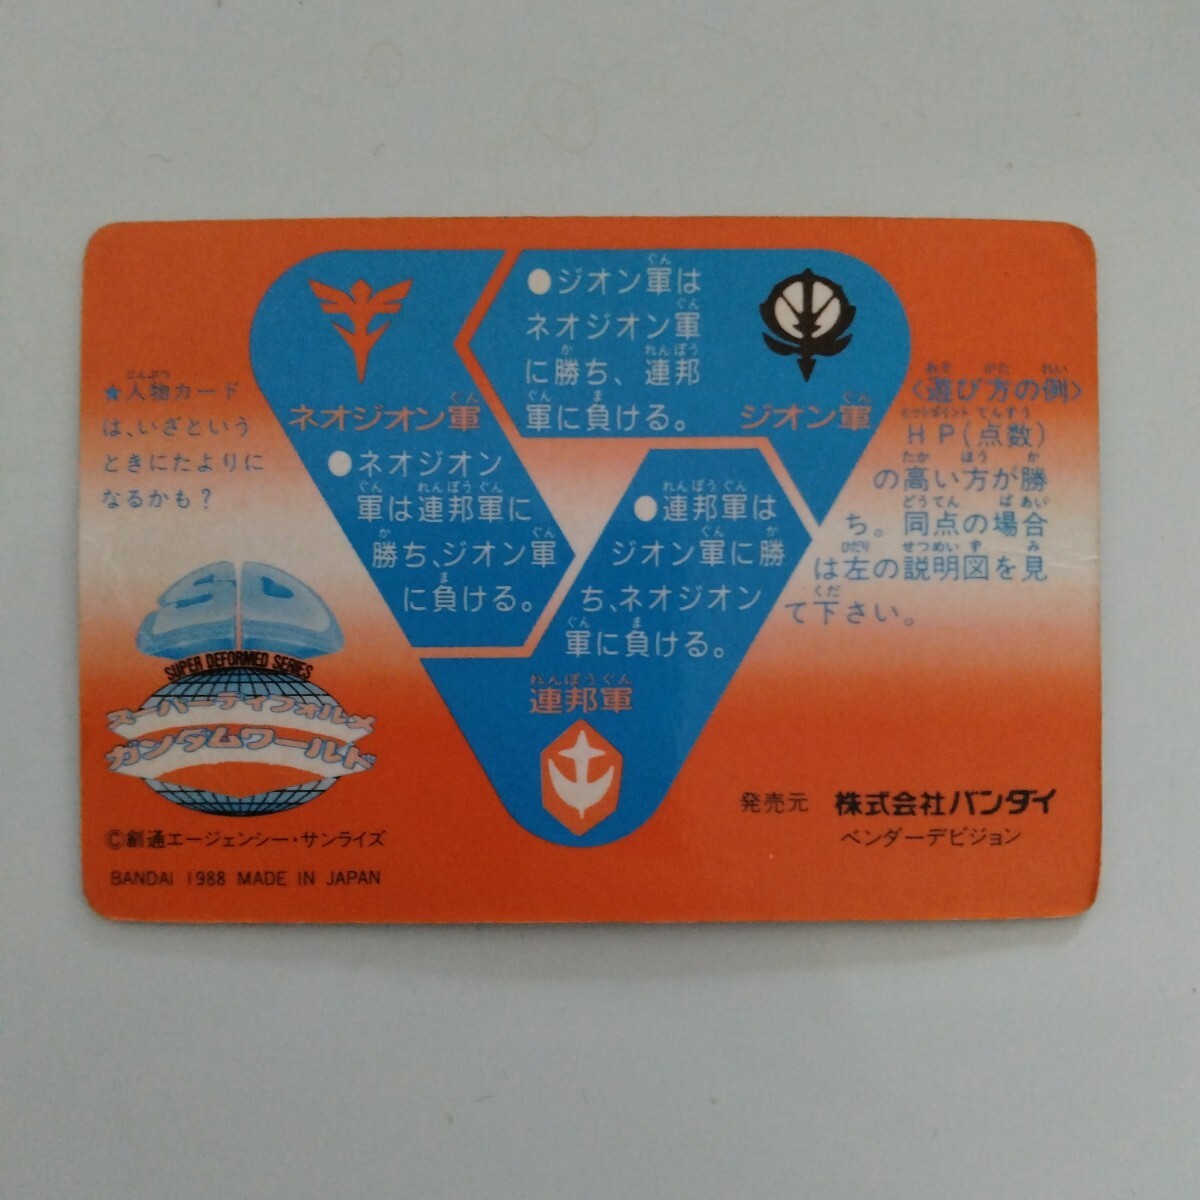 ●ジオン軍は
ネオジオン軍
に勝ち、連邦
軍に負ける。
ネオジオン軍
●ネオジオン
軍は連邦軍に
勝ち、ジオン軍
に負ける。
ジオン軍
●連邦軍は
ジオン軍に勝
ち、ネオジオン
軍に負ける。
連邦軍
★人物カード
は、いざという
ときにたよりに
なるかも?
<遊び方の例>
HP(点数)
の高い方が勝
ち。同点の場合
は左の説明図を見
て下さい。
SUPER DEFORMED SERIES
スーパーディフォルメ
ガンダムワールド
©創通エージェンシー・サンライズ
BANDAI 1988 MADE IN JAPAN
発売元 株式会社バンダイ
ベンダーデビジョン